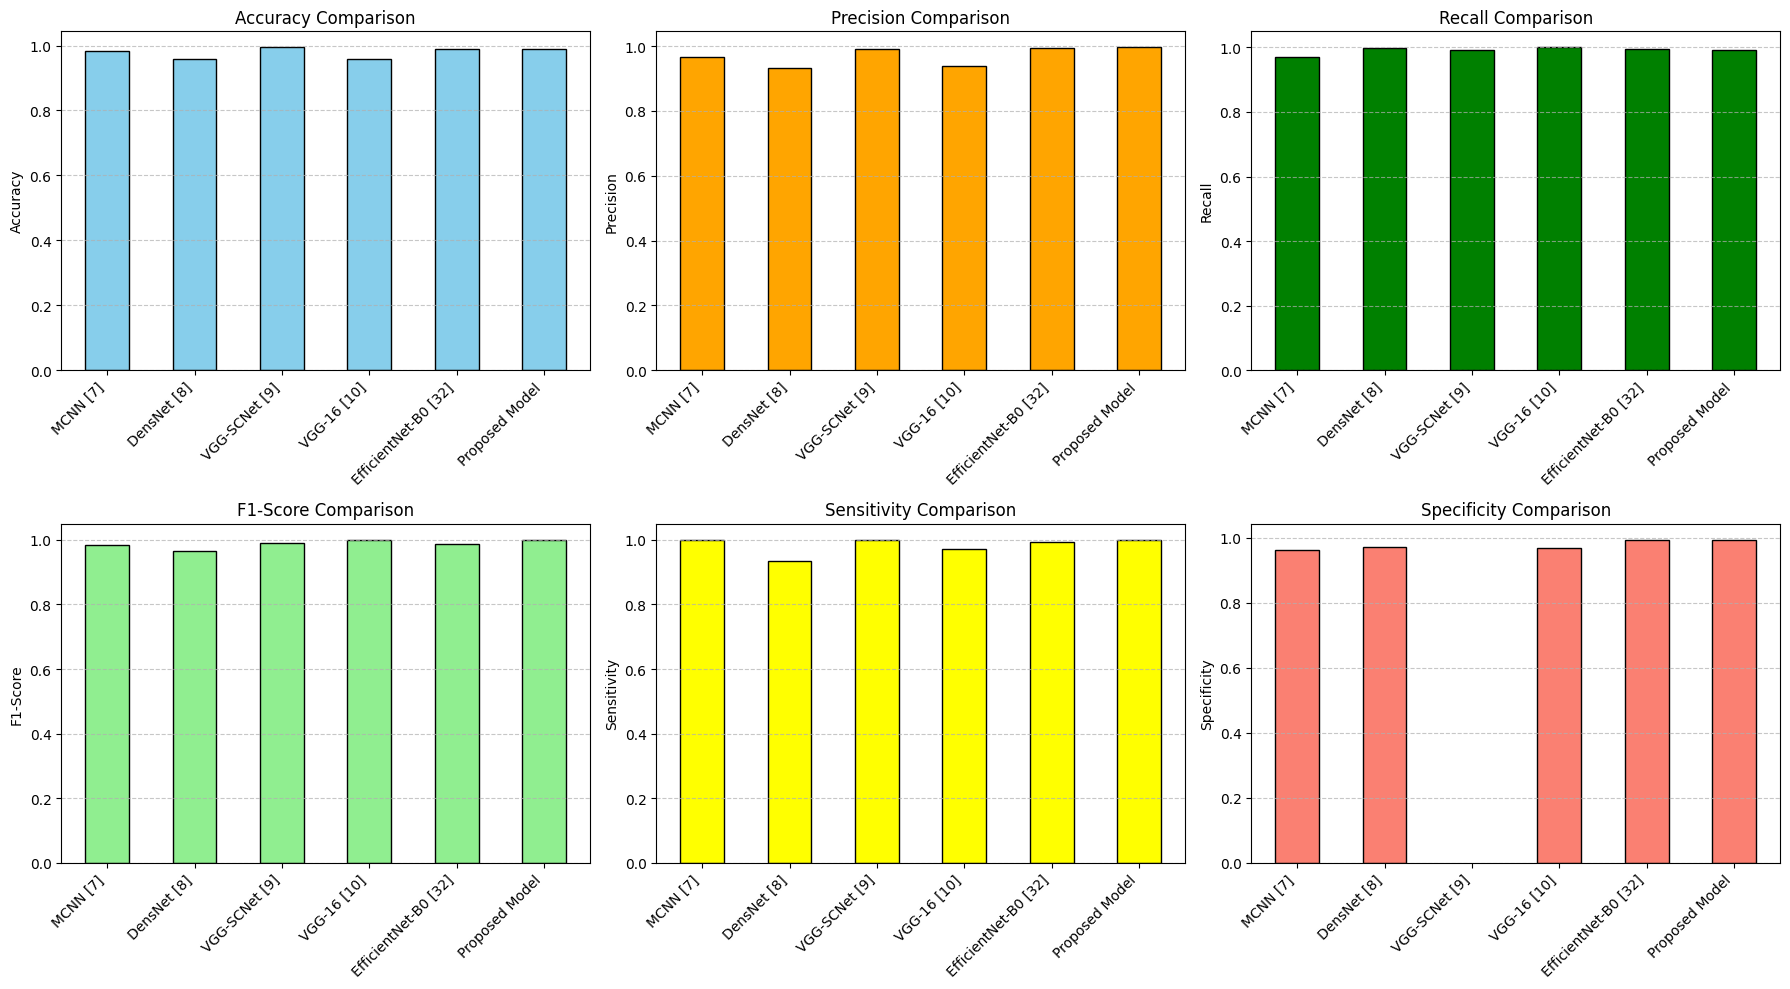 Accuracy Comparison
Accuracy
1.0
0.8
0.6
0.4
0.2
0.0
MCNN [7]
DensNet [8]
VGG-SCNet [9]
VGG-16 [10]
EfficientNet-B0 [32]
Proposed Model
Precision Comparison
Precision
1.0
0.8
0.6
0.4
0.2
0.0
MCNN [7]
DensNet [8]
VGG-SCNet [9]
VGG-16 [10]
EfficientNet-B0 [32]
Proposed Model
Recall Comparison
Recall
1.0
0.8
0.6
0.4
0.2
0.0
MCNN [7]
DensNet [8]
VGG-SCNet [9]
VGG-16 [10]
EfficientNet-B0 [32]
Proposed Model
F1-Score Comparison
F1-Score
1.0
0.8
0.6
0.4
0.2
0.0
MCNN [7]
DensNet [8]
VGG-SCNet [9]
VGG-16 [10]
EfficientNet-B0 [32]
Proposed Model
Sensitivity Comparison
Sensitivity
1.0
0.8
0.6
0.4
0.2
0.0
MCNN [7]
DensNet [8]
VGG-SCNet [9]
VGG-16 [10]
EfficientNet-B0 [32]
Proposed Model
Specificity Comparison
Specificity
1.0
0.8
0.6
0.4
0.2
0.0
MCNN [7]
DensNet [8]
VGG-SCNet [9]
VGG-16 [10]
EfficientNet-B0 [32]
Proposed Model